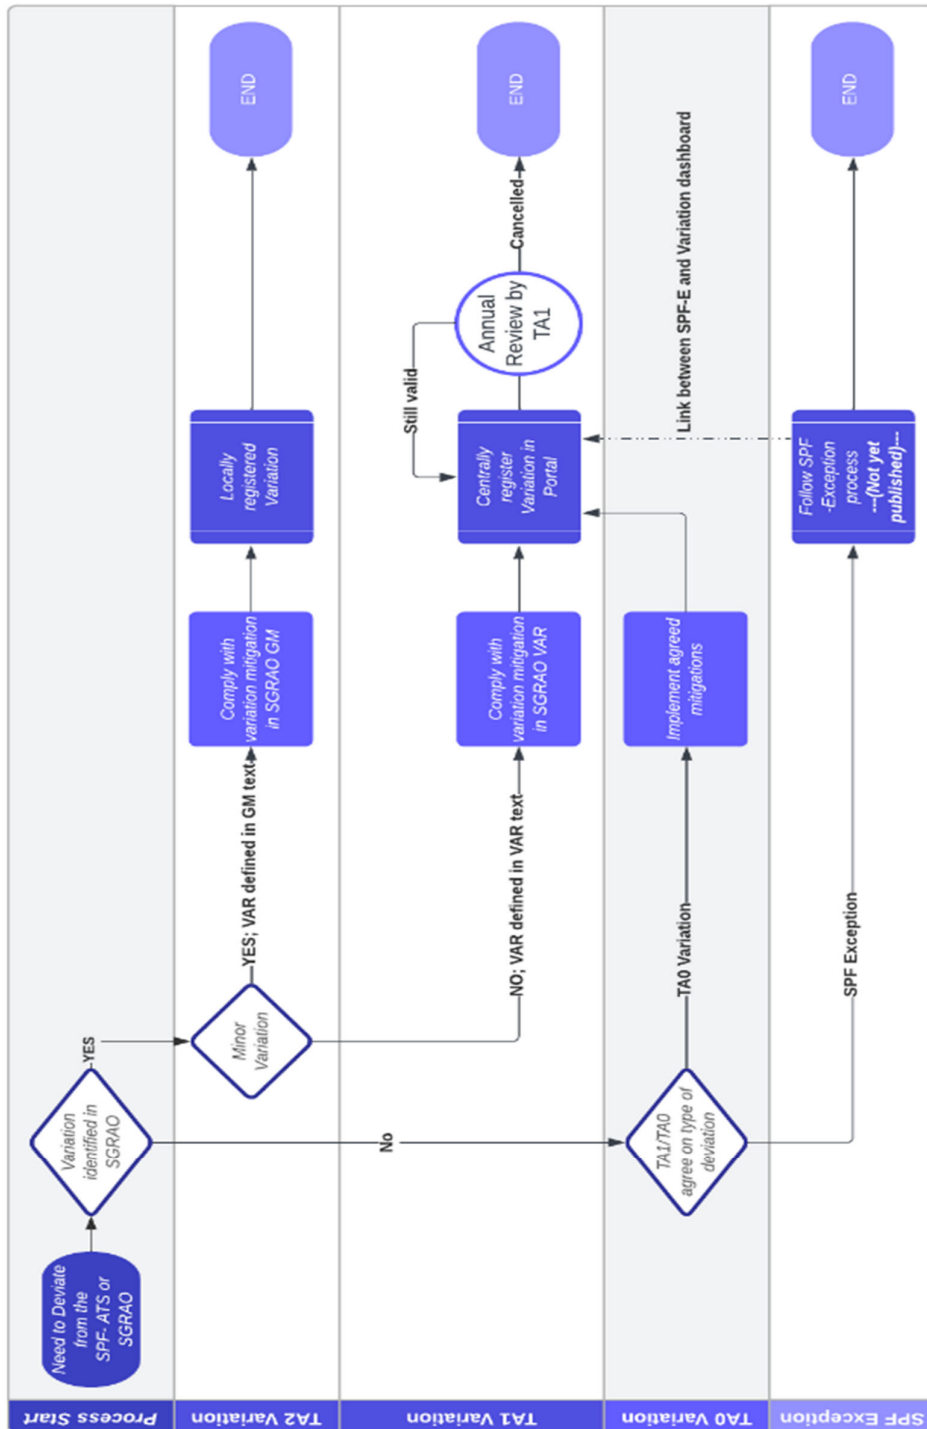 Process Start
Need to Deviate
from the
SPF- ATS or
SGRAO
Variation
identified in
SGRAO
YES
No
TA2 Variation
Minor
Variation
YES; VAR defined in GM text
Comply with
variation mitigation
in SGRAO GM
Locally
registered
Variation
END
TA1 Variation
NO; VAR defined in VAR text
Comply with
variation mitigation
in SGRAO VAR
Centrally
register
Variation in
Portal
Still valid
Annual
Review by
TA1
Cancelled
END
TA0 Variation
TA1/TA0
agree on type of
deviation
TA0 Variation
Implement agreed
mitigations
Link between SPF-E and Variation dashboard
SPF Exception
SPF Exception
Follow SPF
-Exception
process
---(Not yet
published)---
END